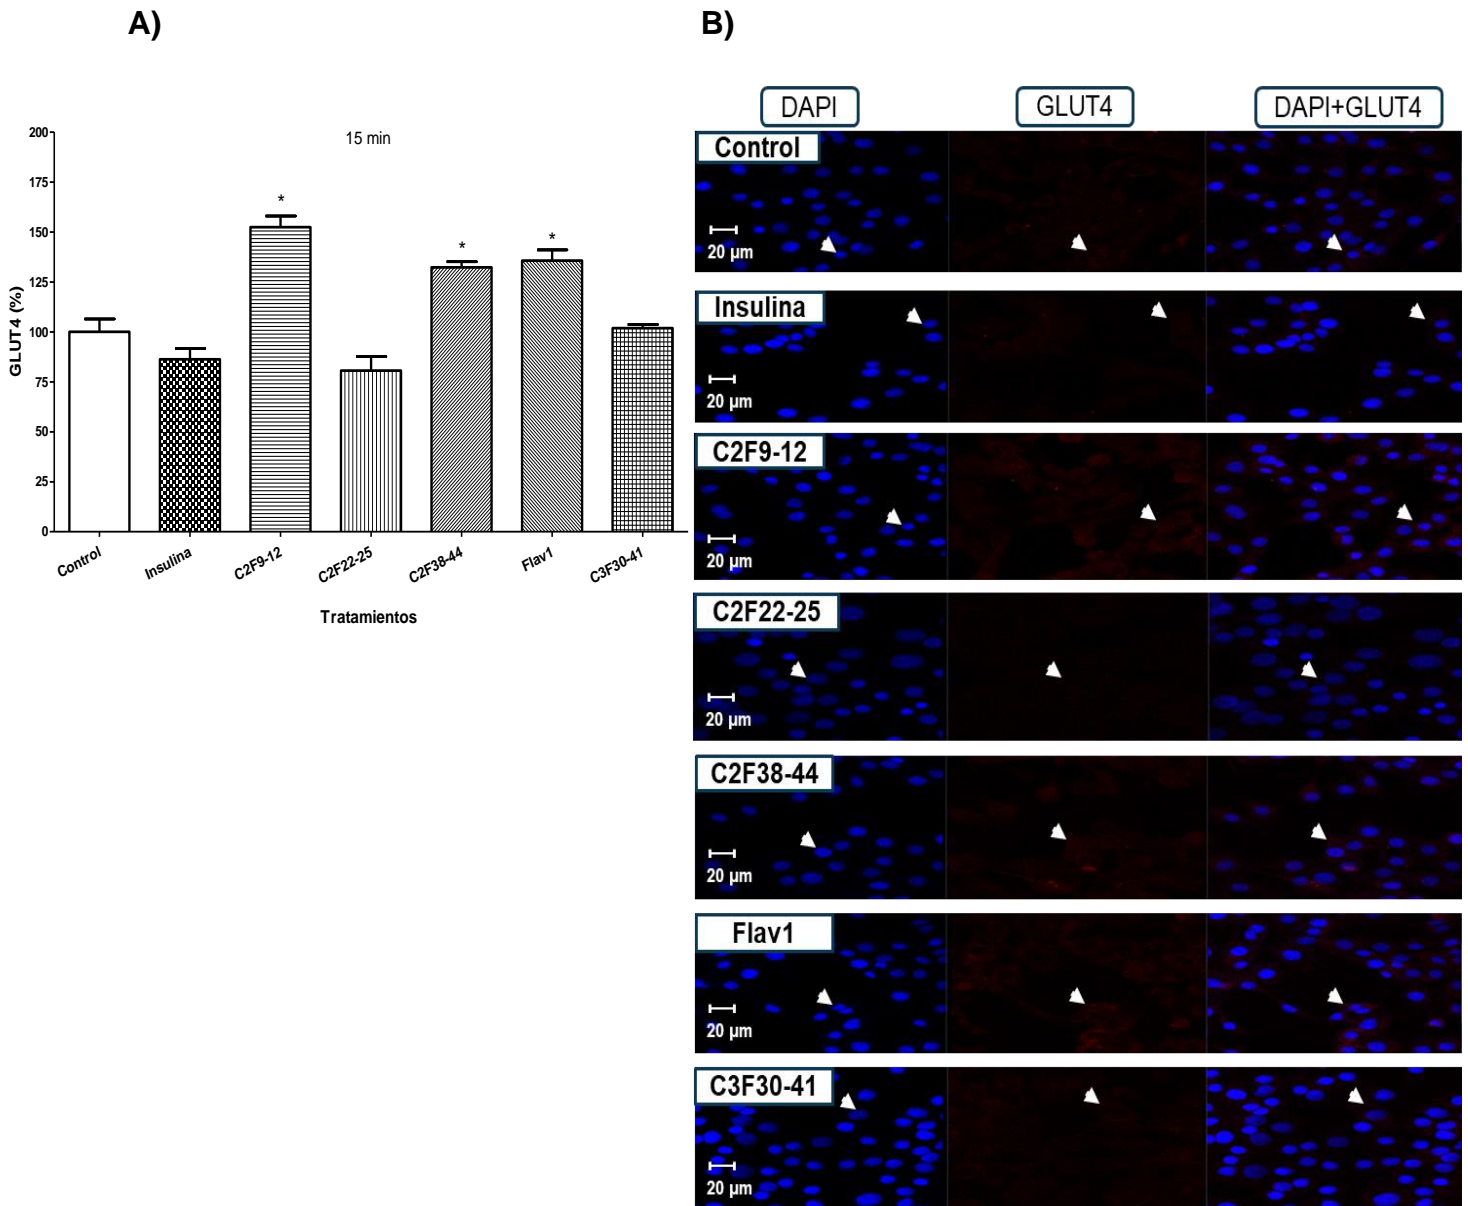 A)
B)
15 min
200
175
150
125
100
75
50
25
0
GLUT4 (%)
*
*
*
Control
Insulina
C2F9-12
C2F22-25
C2F38-44
Flav1
C3F30-41
Tratamientos
DAPI
GLUT4
DAPI+GLUT4
Control
20 µm
Insulina
20 µm
C2F9-12
20 µm
C2F22-25
20 µm
C2F38-44
20 µm
Flav1
20 µm
C3F30-41
20 µm